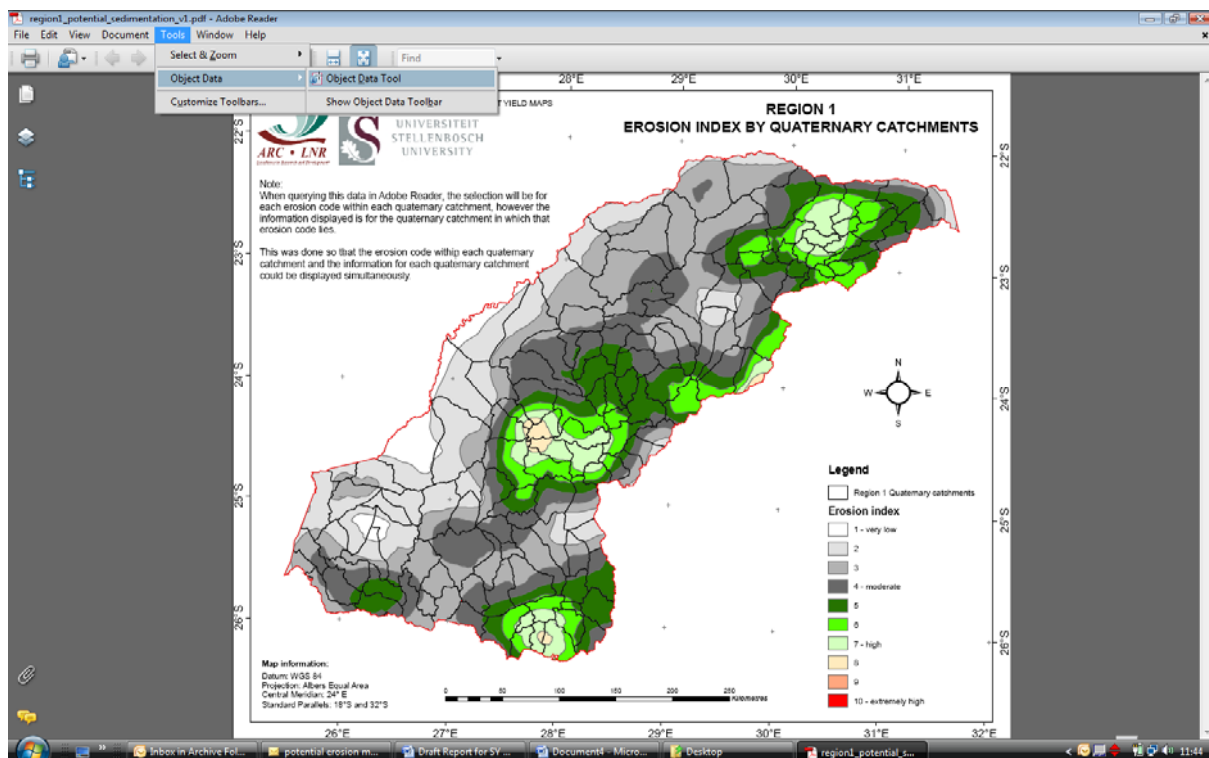 region1_potential_sedimentation_v1.pdf - Adobe Reader
File Edit View Document Tools Window Help
Select & Zoom
Find
Object Data
Object Data Tool
Customize Toolbars...
Show Object Data Toolbar
28°E 29°E 30°E 31°E
YIELD MAPS
REGION 1
EROSION INDEX BY QUATERNARY CATCHMENTS
ARC • LNR
UNIVERSITEIT
STELLENBOSCH
UNIVERSITY
22°S
22°S
Note:
When querying this data in Adobe Reader, the selection will be for
each erosion code within each quaternary catchment, however the
information displayed is for the quaternary catchment in which that
erosion code lies.
This was done so that the erosion code within each quaternary
catchment and the information for each quaternary catchment
could be displayed simultaneously.
23°S
23°S
24°S
24°S
N
W E
S
25°S
25°S
26°S
26°S
Legend
Region 1 Quaternary catchments
Erosion index
1 - very low
2
3
4 - moderate
5
6
7 - high
8
9
10 - extremely high
Map information:
Datum: WGS 84
Projection: Albers Equal Area
Central Meridian: 24° E
Standard Parallels: 18°S and 32°S
0 50 100 150 200 250
Kilometres
26°E 27°E 28°E 29°E 30°E 31°E 32°E
Inbox in Archive Fol...
potential erosion m...
Draft Report for SY ...
Document4 - Micro...
Desktop
region1_potential_s...
11:44